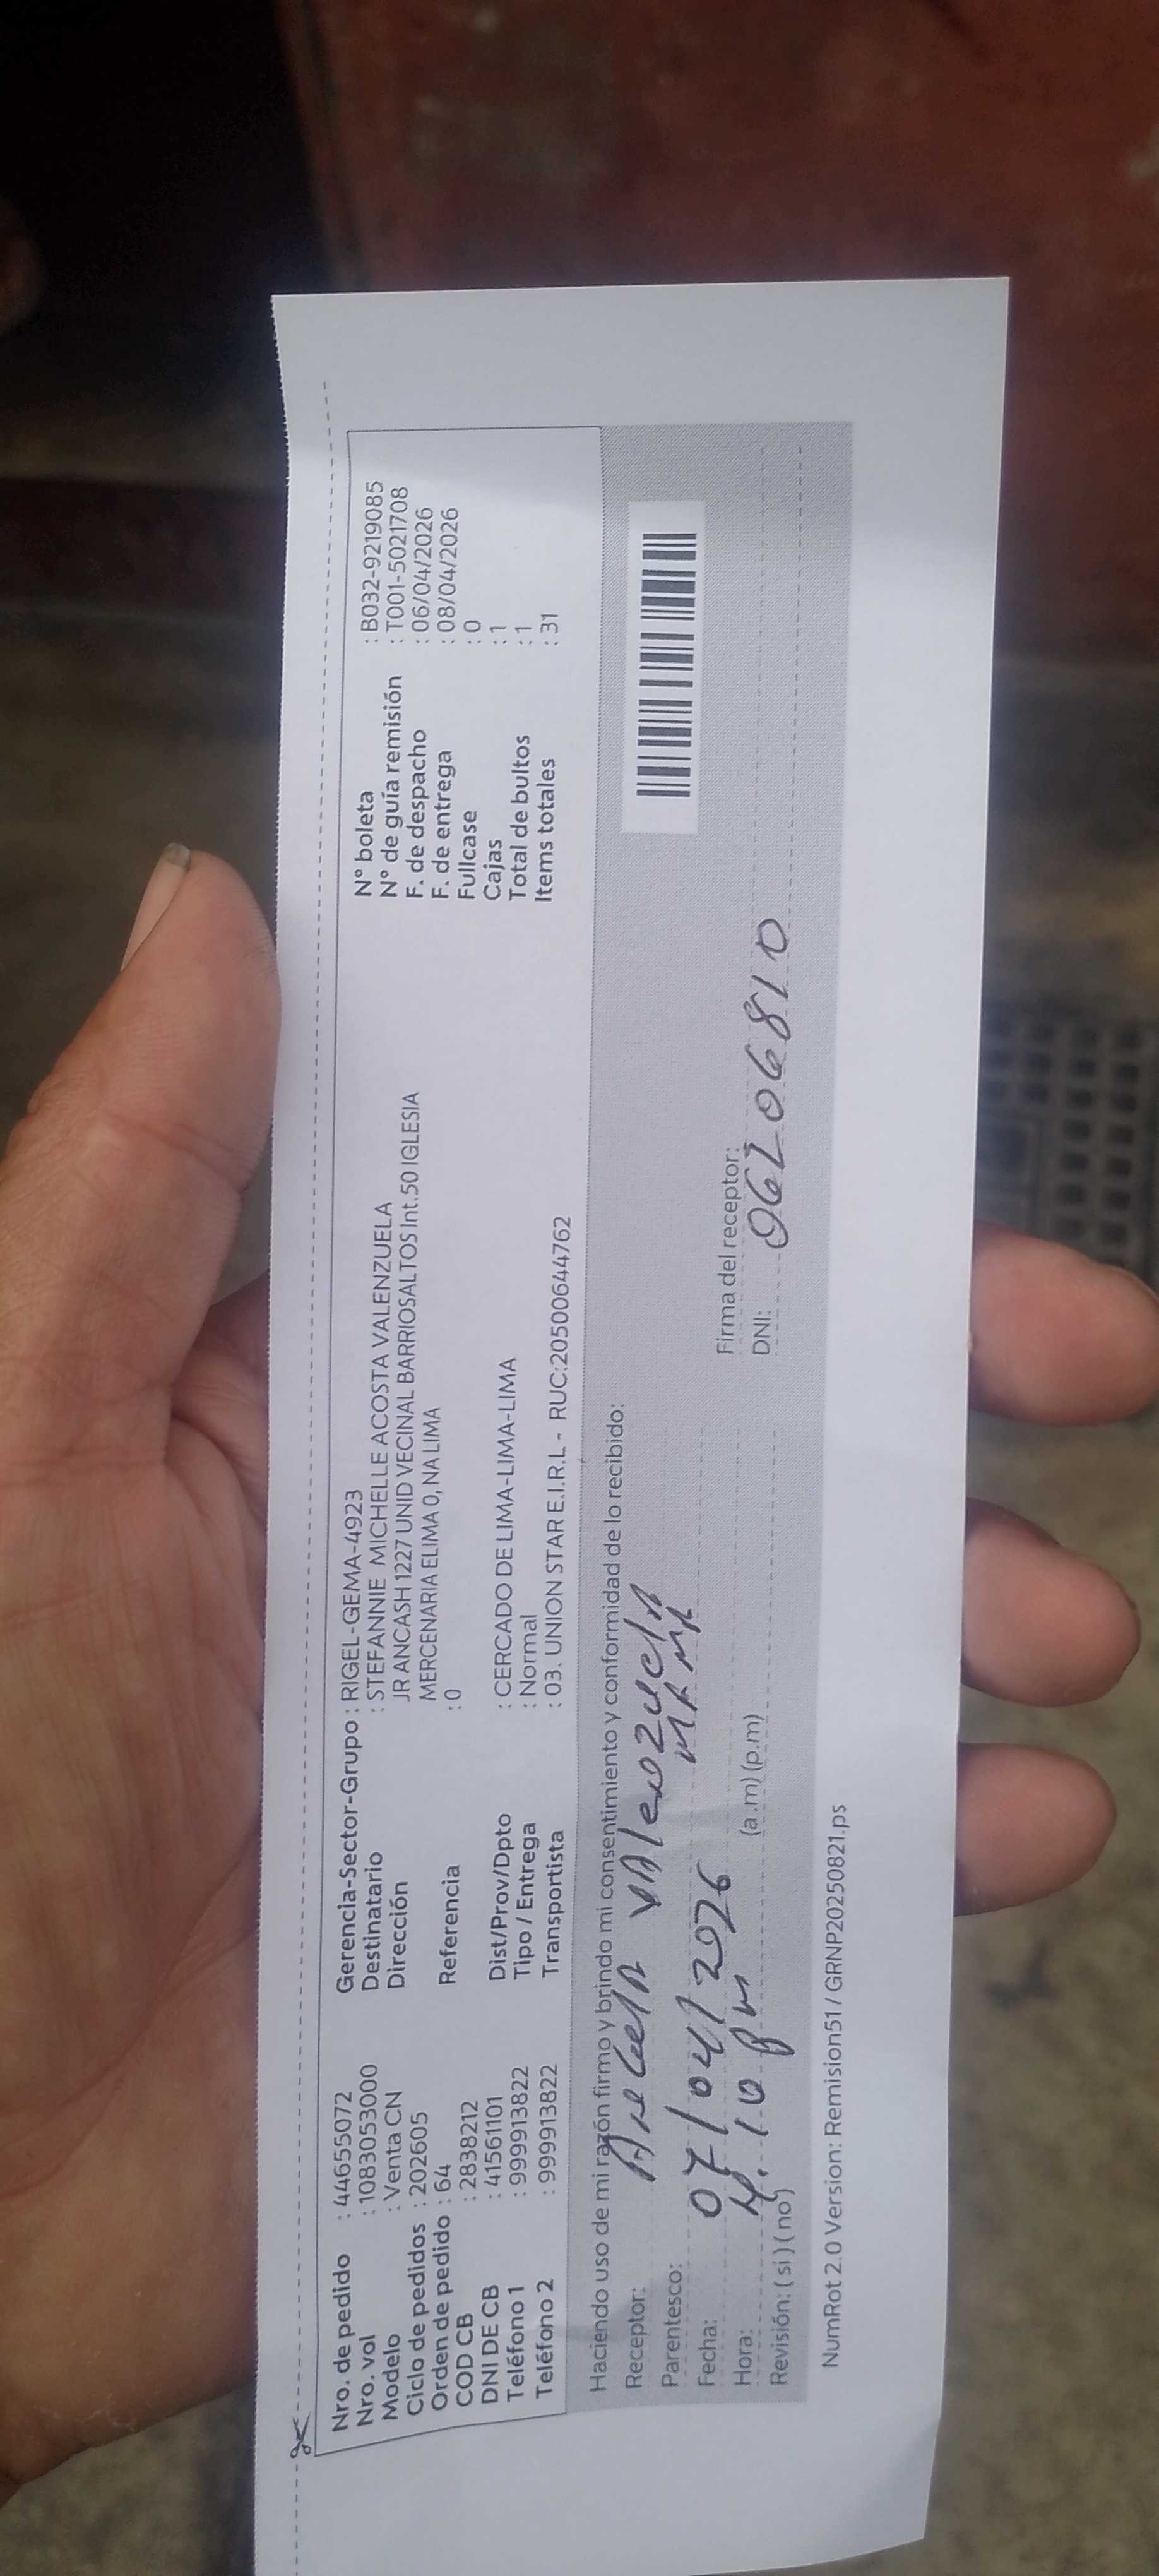 Nro. de pedido : 44655072
Nro. vol : 1083053000
Modelo : Venta CN
Ciclo de pedidos : 202605
Orden de pedido : 64
COD CB : 2838212
DNI DE CB : 41561101
Teléfono 1 : 999913822
Teléfono 2 : 999913822
Gerencia-Sector-Grupo : RIGEL-GEMA-4923
Destinatario : STEFANNIE MICHELLE ACOSTA VALENZUELA
Dirección JR ANCASH 1227 UNID VECINAL BARRIOSALTOS Int.50 IGLESIA
MERCENARIA ELIMA 0, NA LIMA
Referencia : 0
Dist/Prov/Dpto : CERCADO DE LIMA-LIMA-LIMA
Tipo / Entrega : Normal
Transportista : 03. UNION STAR E.I.R.L - RUC:20500644762
N° boleta : B032-9219085
N° de guía remisión : T001-5021708
F. de despacho : 06/04/2026
F. de entrega : 08/04/2026
Fullcase : 0
Cajas : 1
Total de bultos : 1
Items totales : 31
Haciendo uso de mi razón firmo y brindo mi consentimiento y conformidad de lo recibido:
Receptor: VAlenzuelA
Parentesco: MAMA
Fecha: 07/04/2026
Hora: (a.m) (p.m)
Revisión: ( si ) ( no )
Firma del receptor:
DNI: 06206810
NumRot 2.0 Version: Remision51 / GRNP20250821.ps